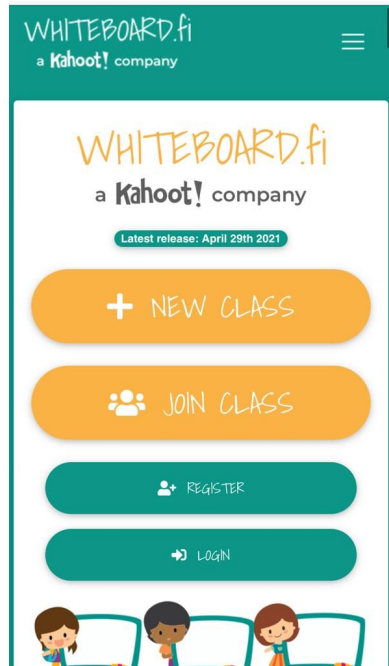 WHITEBOARD.fi
a Kahoot! company
WHITEBOARD.fi
a Kahoot! company
Latest release: April 29th 2021
NEW CLASS
JOIN CLASS
REGISTER
LOGIN